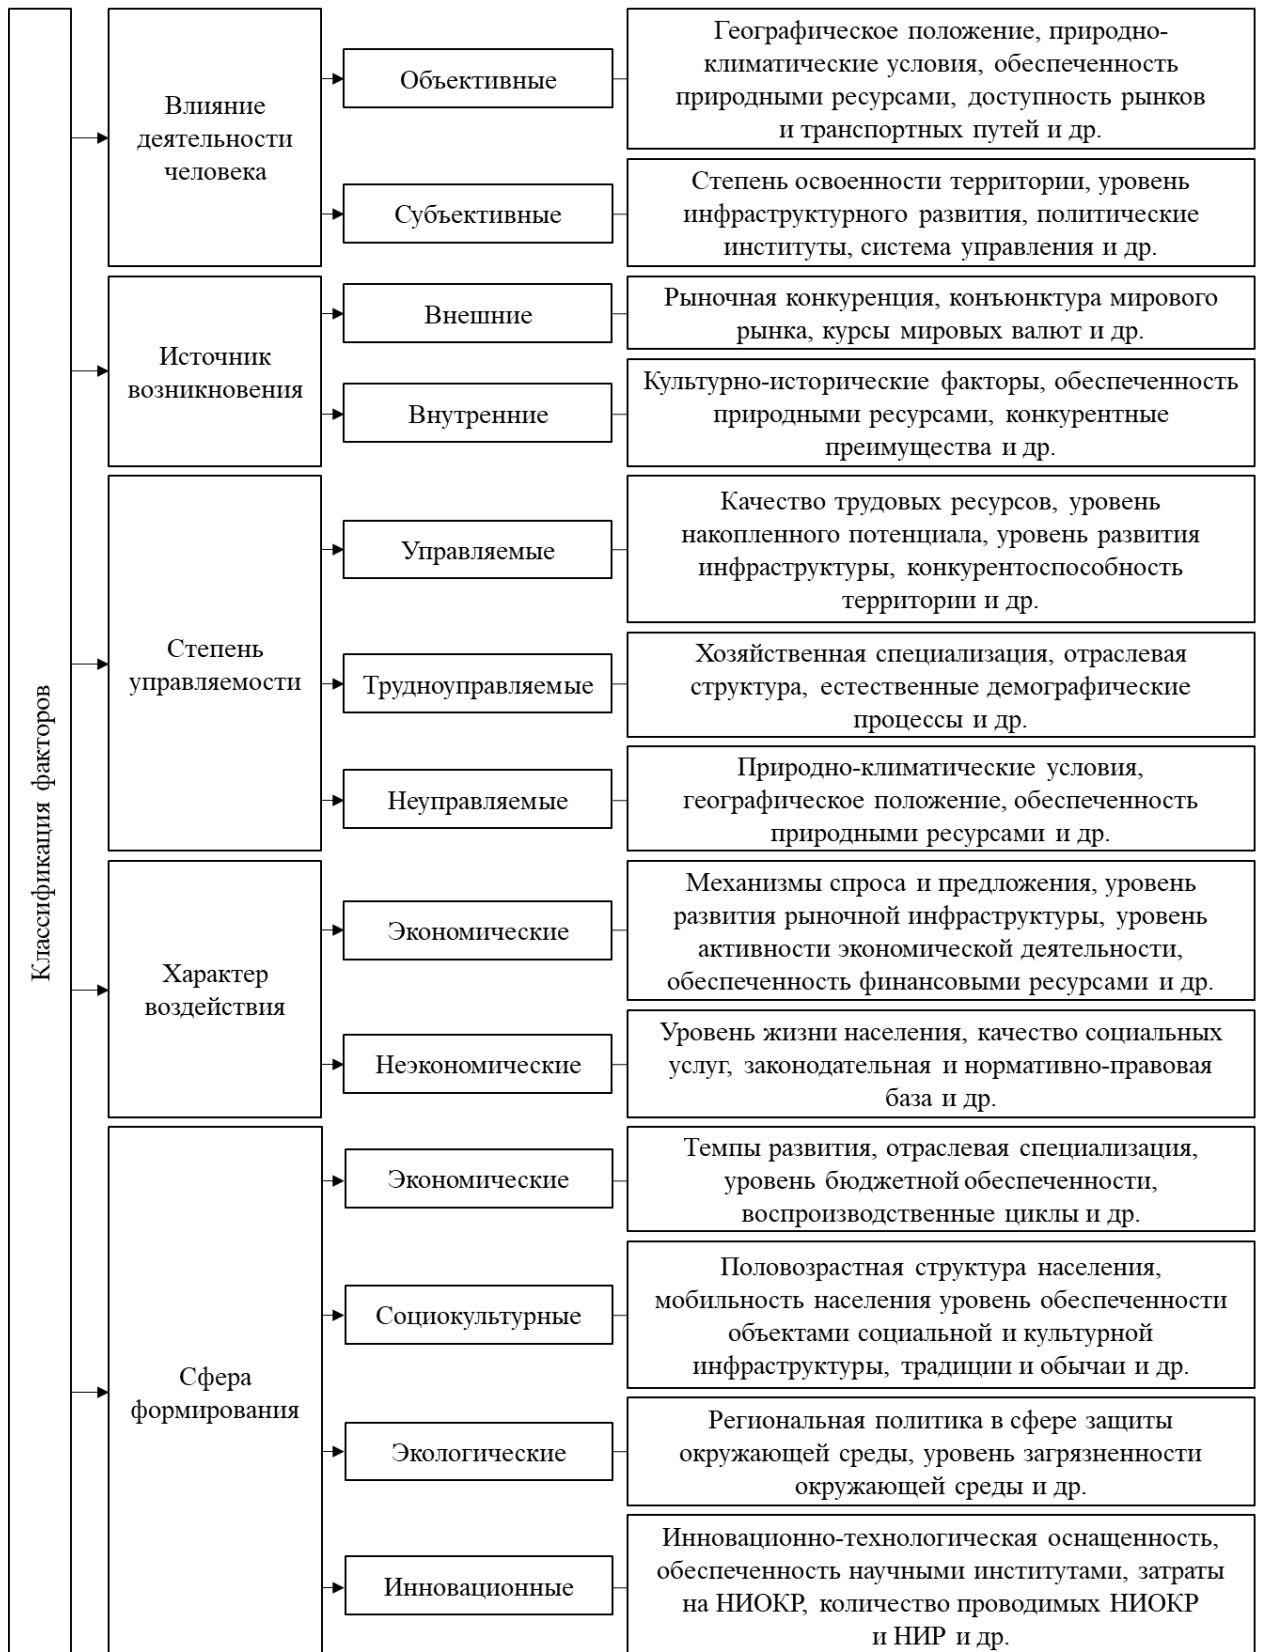 Классификация факторов
Влияние
деятельности
человека
Объективные
Географическое положение, природно-
климатические условия, обеспеченность
природными ресурсами, доступность рынков
и транспортных путей и др.
Субъективные
Степень освоенности территории, уровень
инфраструктурного развития, политические
институты, система управления и др.
Источник
возникновения
Внешние
Рыночная конкуренция, конъюнктура мирового
рынка, курсы мировых валют и др.
Внутренние
Культурно-исторические факторы, обеспеченность
природными ресурсами, конкурентные
преимущества и др.
Степень
управляемости
Управляемые
Качество трудовых ресурсов, уровень
накопленного потенциала, уровень развития
инфраструктуры, конкурентоспособность
территории и др.
Трудноуправляемые
Хозяйственная специализация, отраслевая
структура, естественные демографические
процессы и др.
Неуправляемые
Природно-климатические условия,
географическое положение, обеспеченность
природными ресурсами и др.
Характер
воздействия
Экономические
Механизмы спроса и предложения, уровень
развития рыночной инфраструктуры, уровень
активности экономической деятельности,
обеспеченность финансовыми ресурсами и др.
Неэкономические
Уровень жизни населения, качество социальных
услуг, законодательная и нормативно-правовая
база и др.
Сфера
формирования
Экономические
Темпы развития, отраслевая специализация,
уровень бюджетной обеспеченности,
воспроизводственные циклы и др.
Социокультурные
Половозрастная структура населения,
мобильность населения уровень обеспеченности
объектами социальной и культурной
инфраструктуры, традиции и обычаи и др.
Экологические
Региональная политика в сфере защиты
окружающей среды, уровень загрязненности
окружающей среды и др.
Инновационные
Инновационно-технологическая оснащенность,
обеспеченность научными институтами, затраты
на НИОКР, количество проводимых НИОКР
и НИР и др.